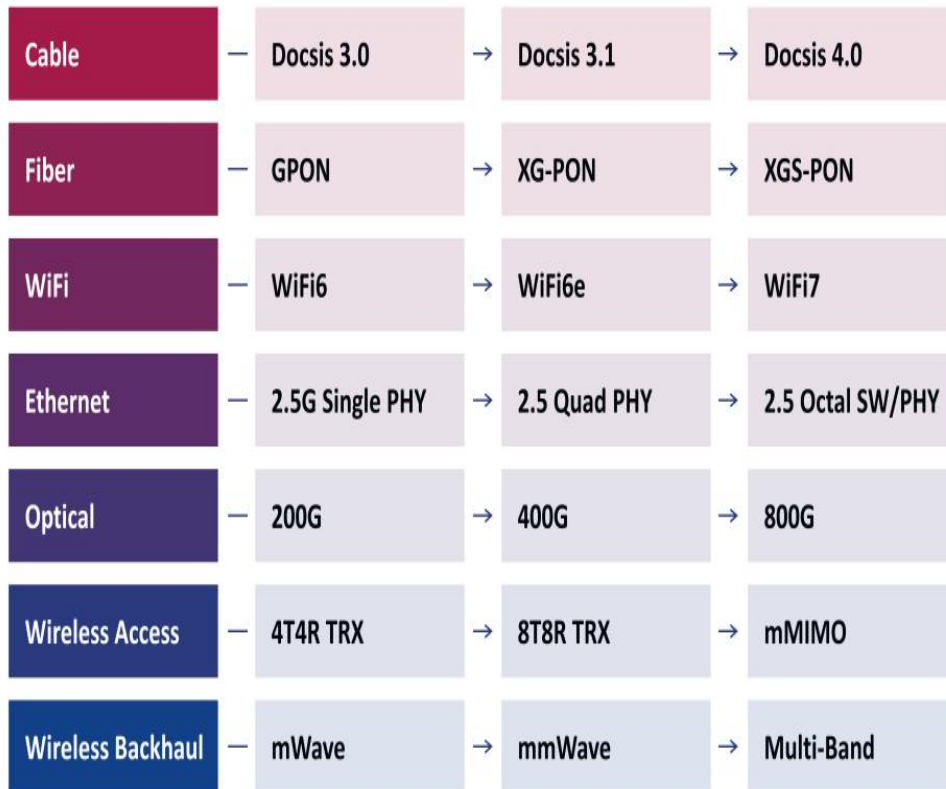 Cable — Docsis 3.0 → Docsis 3.1 → Docsis 4.0
Fiber — GPON → XG-PON → XGS-PON
WiFi — WiFi6 → WiFi6e → WiFi7
Ethernet — 2.5G Single PHY → 2.5 Quad PHY → 2.5 Octal SW/PHY
Optical — 200G → 400G → 800G
Wireless Access — 4T4R TRX → 8T8R TRX → mMIMO
Wireless Backhaul — mWave → mmWave → Multi-Band